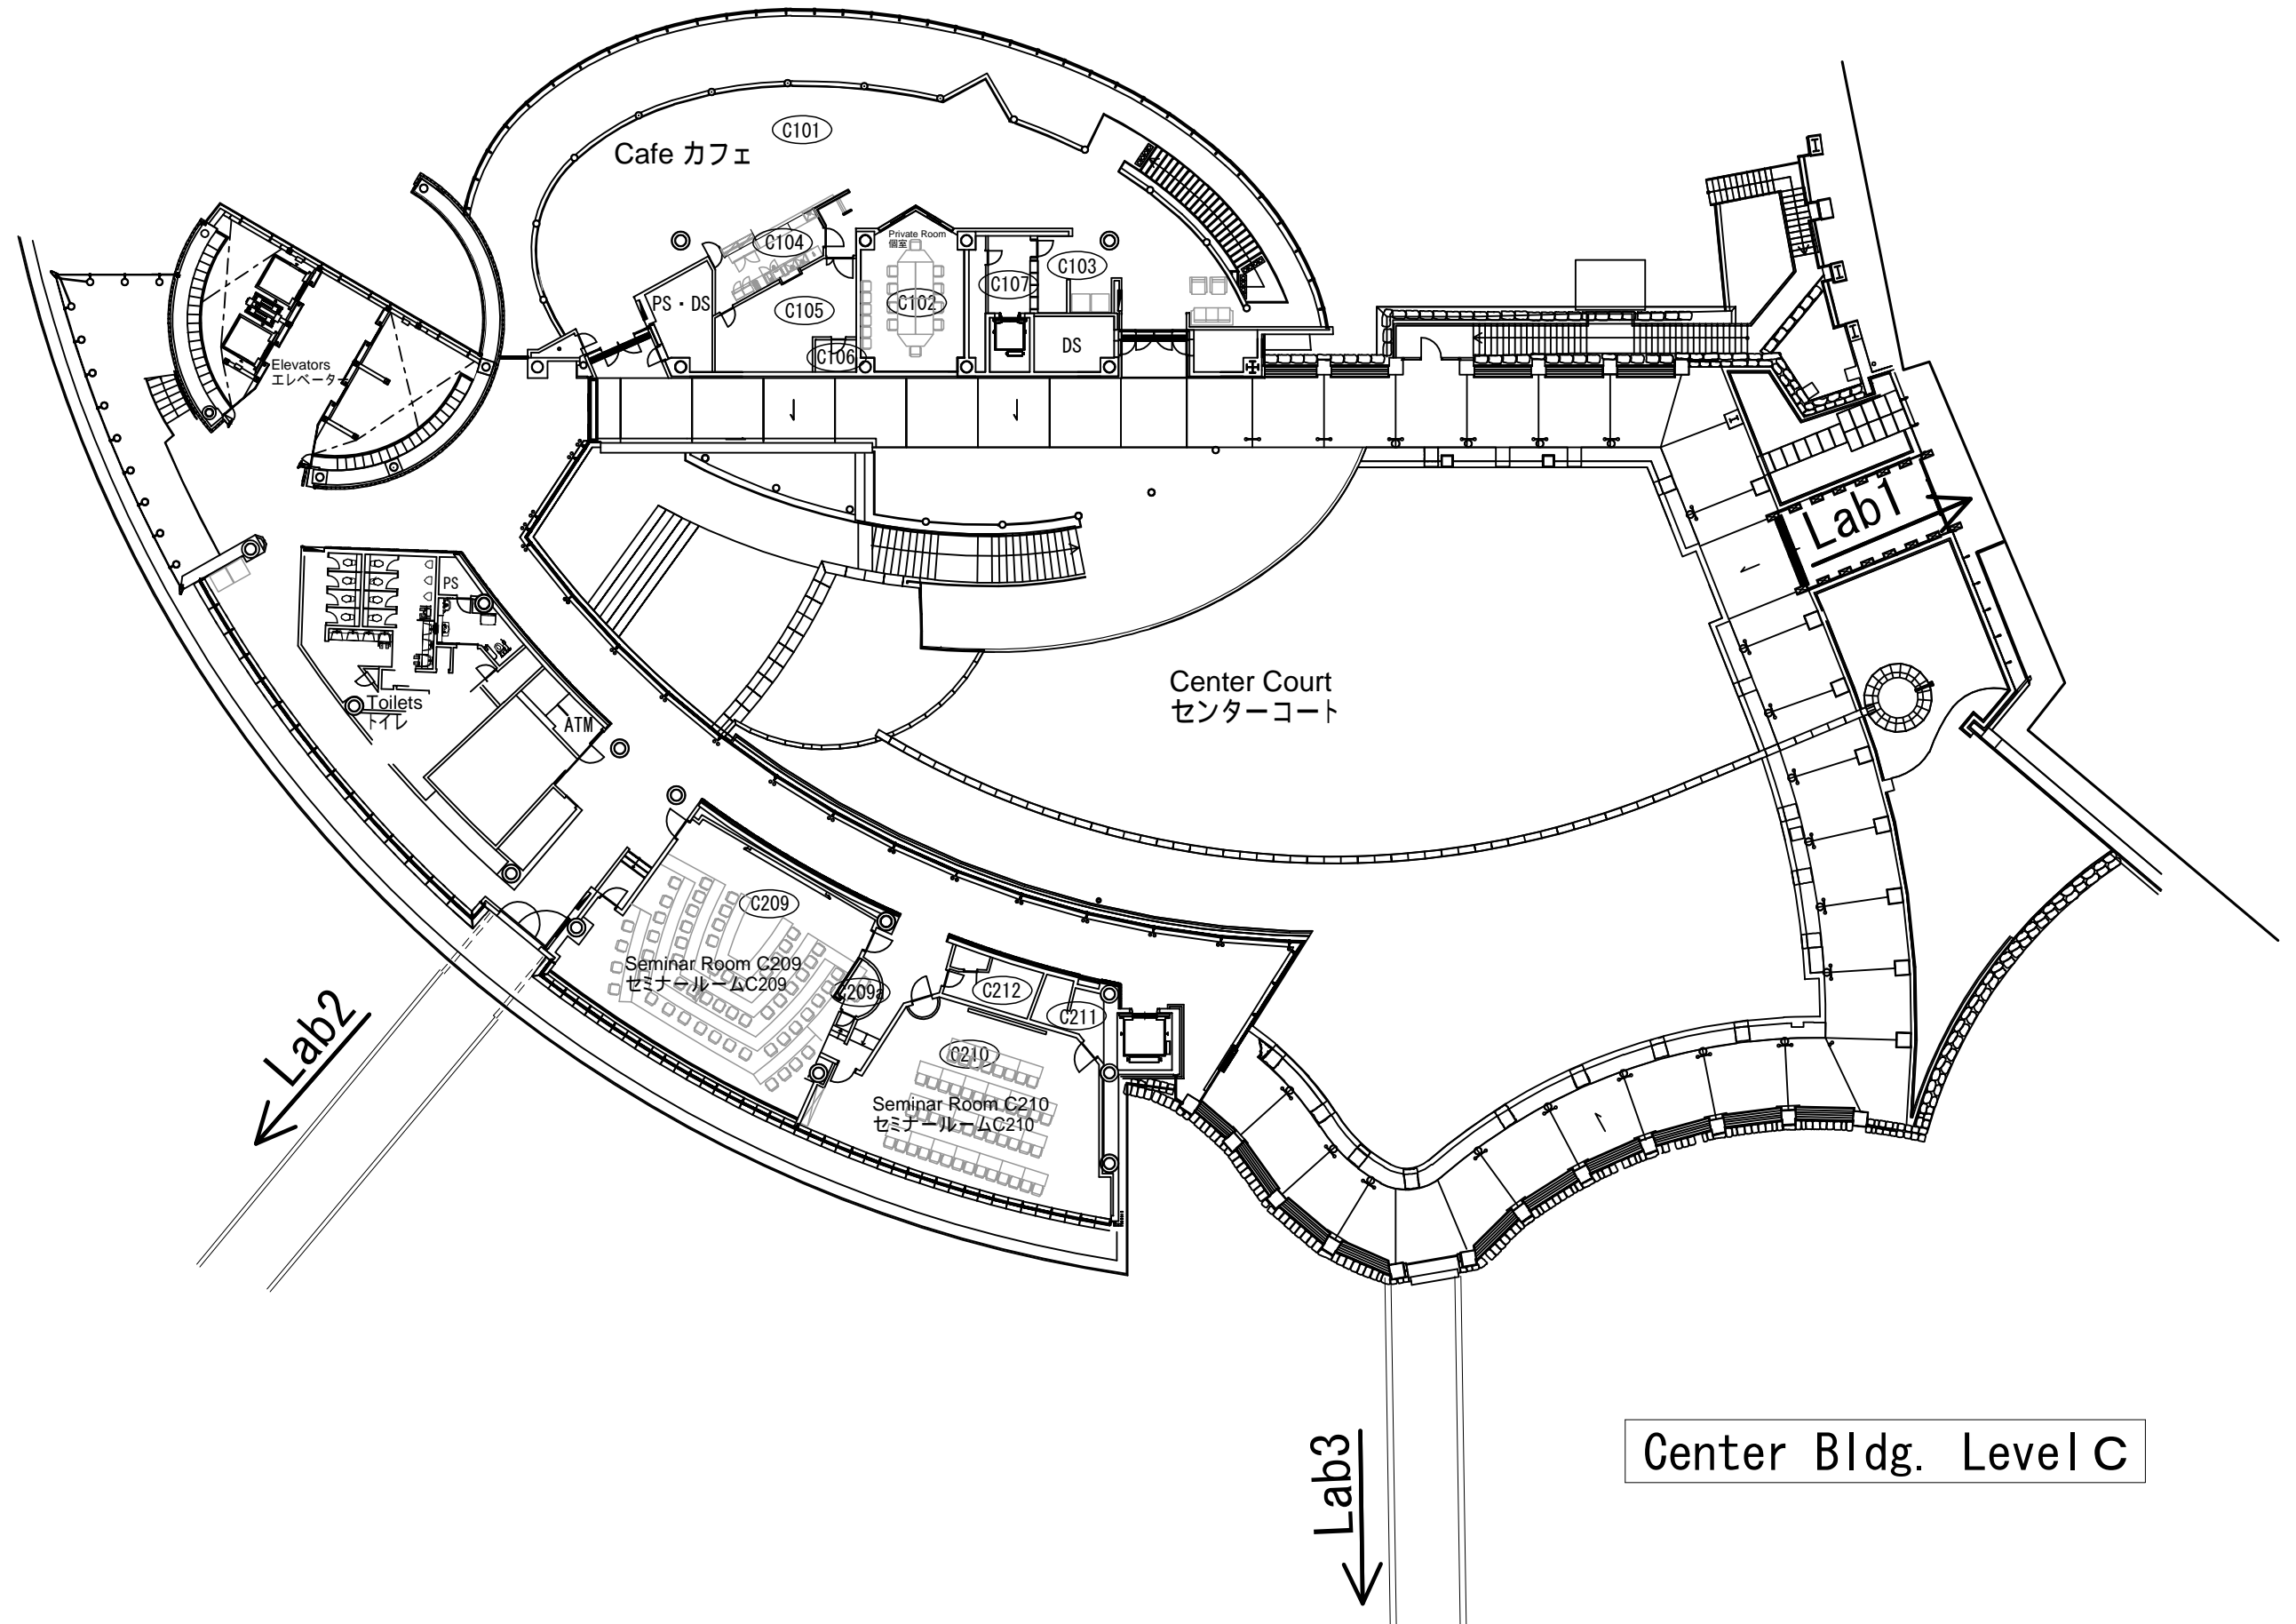 C101
Cafe カフェ
C104
Private Room
個室
C103
C107
PS・DS
C105
C102
C106
DS
Elevators
エレベーター
Lab1
PS
Toilets
トイレ
ATM
Center Court
センターコート
C209
Seminar Room C209
セミナールームC209
C209a
C212
C211
C210
Seminar Room C210
セミナールームC210
Lab2
Lab3
Center Bldg. Level C